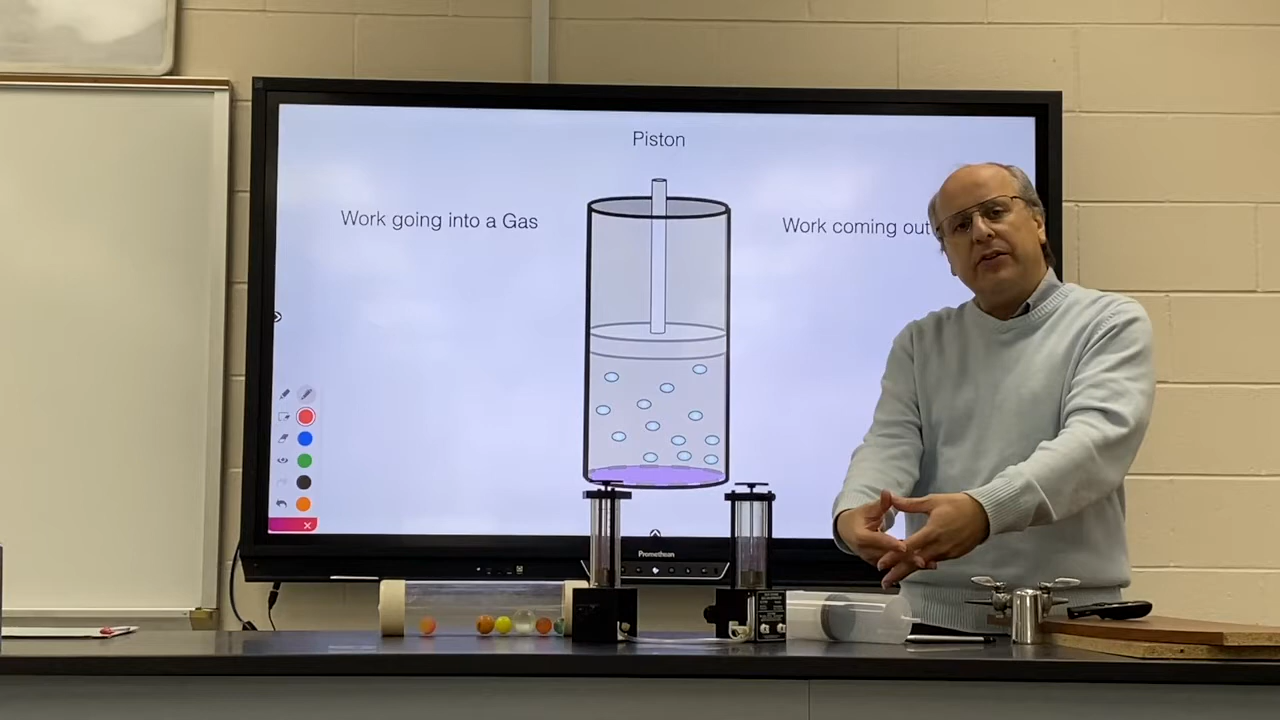 Piston
Work going into a Gas
Work coming out
Promethean